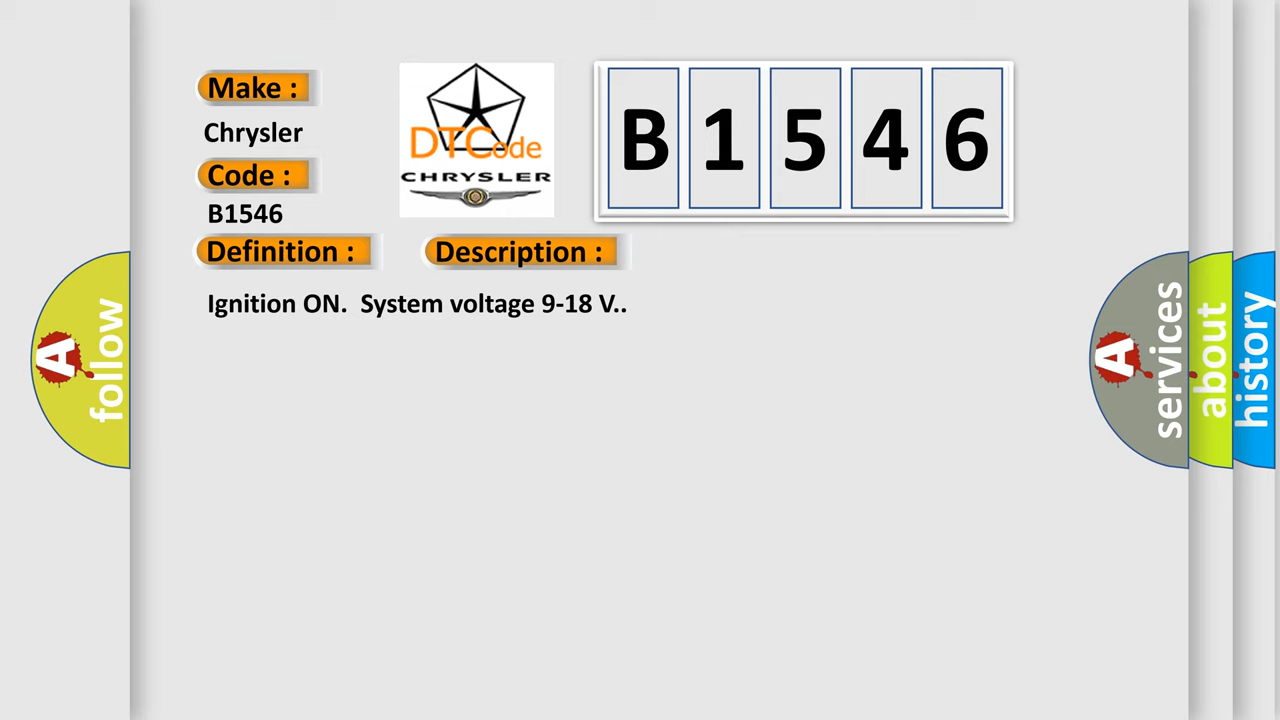 Make :
Chrysler
Code :
B1546
Definition :
Description :
Ignition ON. System voltage 9-18 V..
DTCode
CHRYSLER
B 1 5 4 6
A follow
A services
about
history